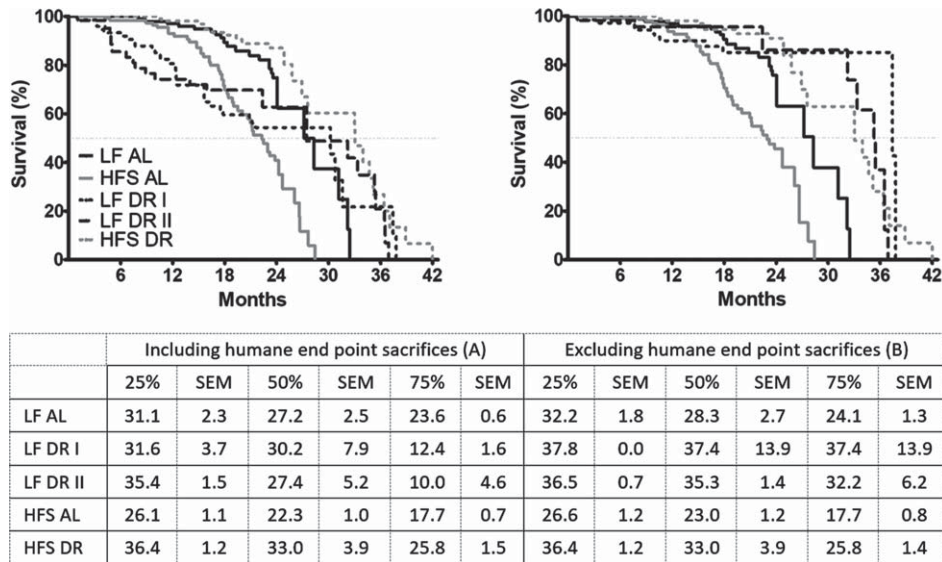 100
80
60
40
20
0
Survival (%)
LF AL
HFS AL
LF DR I
LF DR II
HFS DR
6 12 18 24 30 36 42
Months
100
80
60
40
20
0
Survival (%)
6 12 18 24 30 36 42
Months
Including humane end point sacrifices (A) Excluding humane end point sacrifices (B)
25% SEM 50% SEM 75% SEM 25% SEM 50% SEM 75% SEM
LF AL 31.1 2.3 27.2 2.5 23.6 0.6 32.2 1.8 28.3 2.7 24.1 1.3
LF DR I 31.6 3.7 30.2 7.9 12.4 1.6 37.8 0.0 37.4 13.9 37.4 13.9
LF DR II 35.4 1.5 27.4 5.2 10.0 4.6 36.5 0.7 35.3 1.4 32.2 6.2
HFS AL 26.1 1.1 22.3 1.0 17.7 0.7 26.6 1.2 23.0 1.2 17.7 0.8
HFS DR 36.4 1.2 33.0 3.9 25.8 1.5 36.4 1.2 33.0 3.9 25.8 1.4